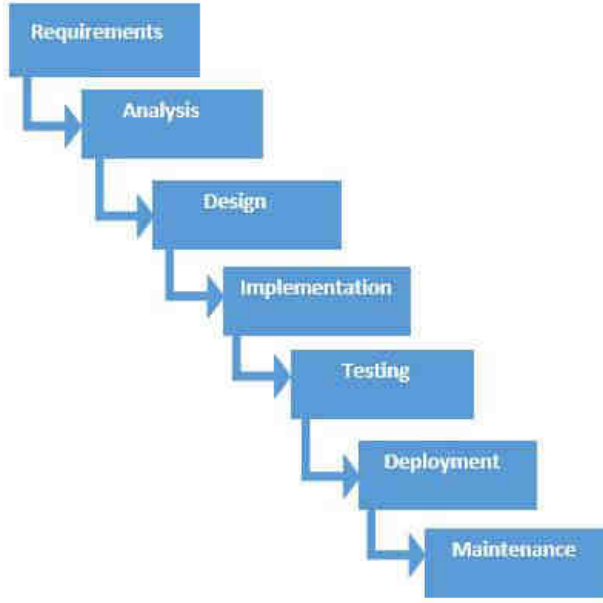 Requirements
Analysis
Design
Implementation
Testing
Deployment
Maintenance